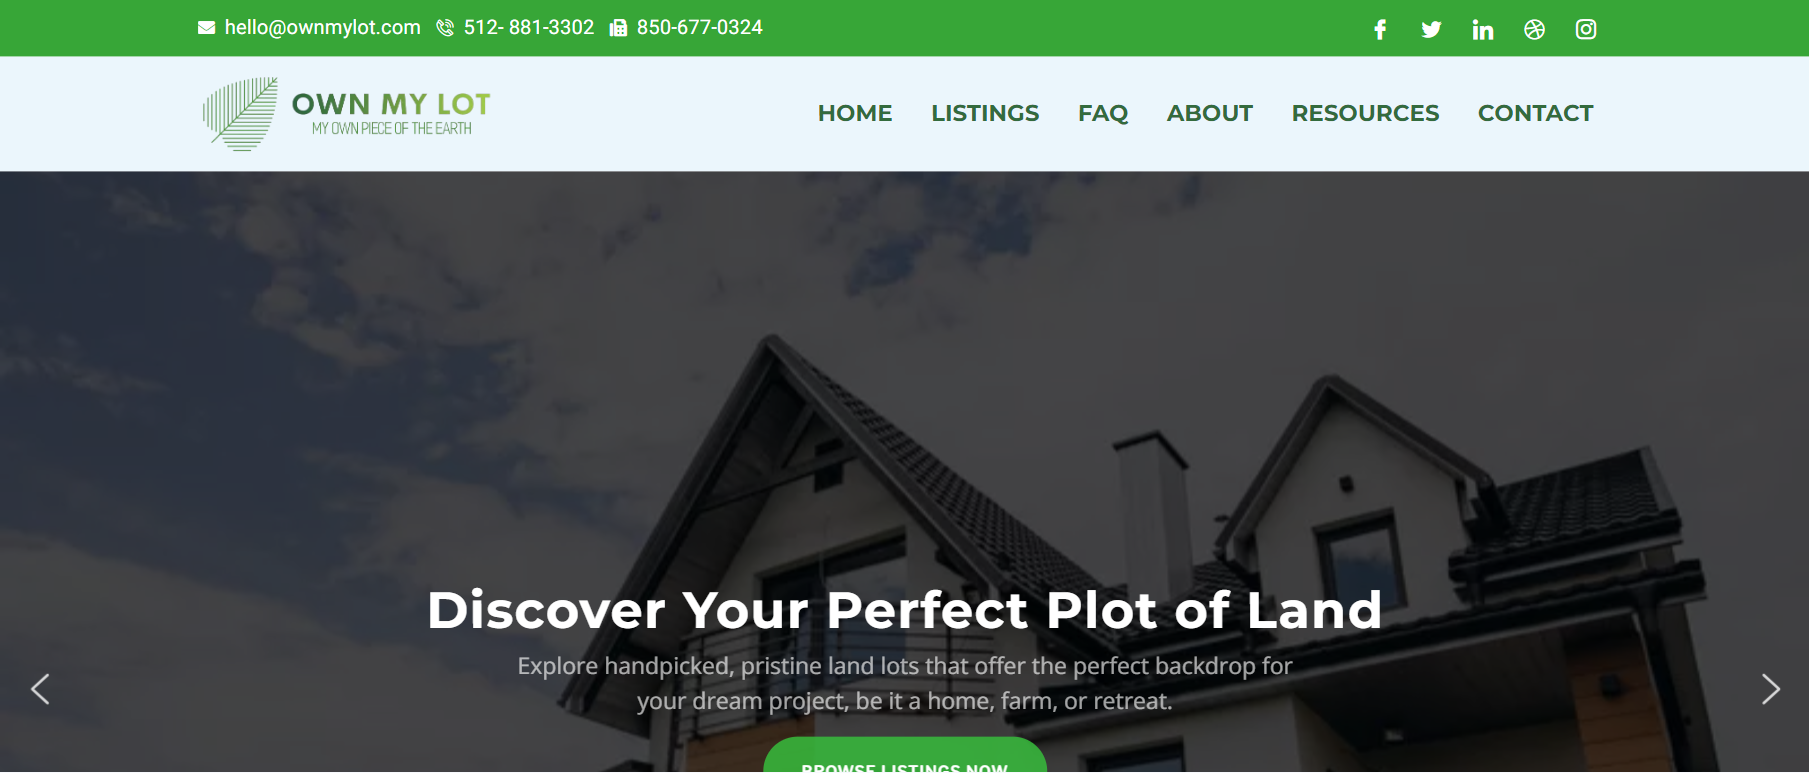 hello@ownmylot.com 512- 881-3302 850-677-0324
OWN MY LOT
MY OWN PIECE OF THE EARTH
HOME LISTINGS FAQ ABOUT RESOURCES CONTACT
Discover Your Perfect Plot of Land
Explore handpicked, pristine land lots that offer the perfect backdrop for
your dream project, be it a home, farm, or retreat.
BROWSE LISTINGS NOW